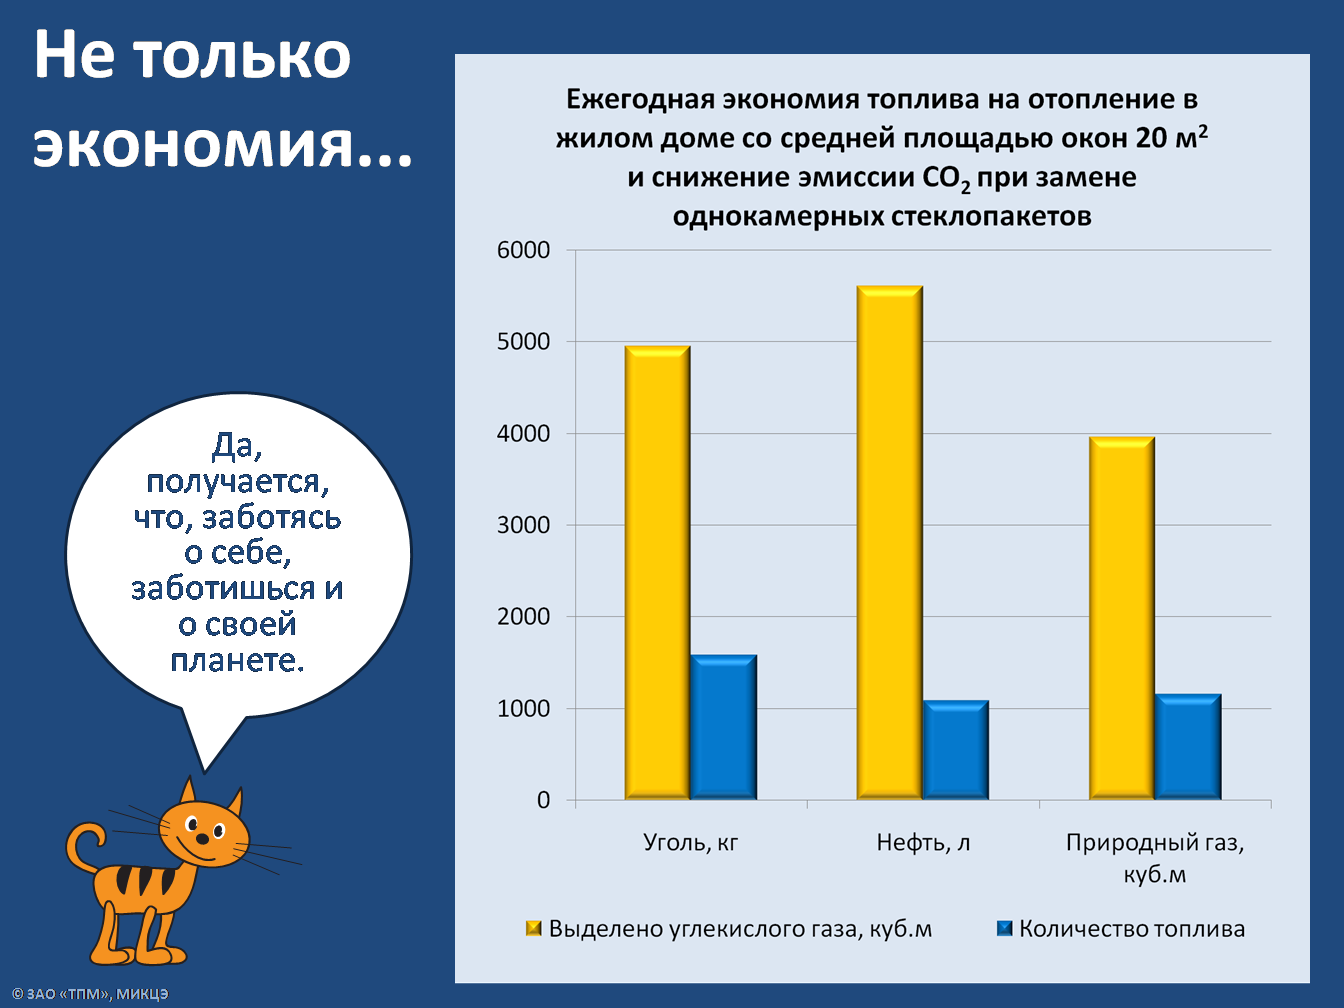 Не только
экономия...
Ежегодная экономия топлива на отопление в
жилом доме со средней площадью окон 20 м²
и снижение эмиссии CO₂ при замене
однокамерных стеклопакетов
6000
5000
4000
3000
2000
1000
0
Уголь, кг
Нефть, л
Природный газ,
куб.м
Выделено углекислого газа, куб.м
Количество топлива
Да,
получается,
что, заботясь
о себе,
заботишься и
о своей
планете.
© ЗАО «ТПМ», МИКЦЭ